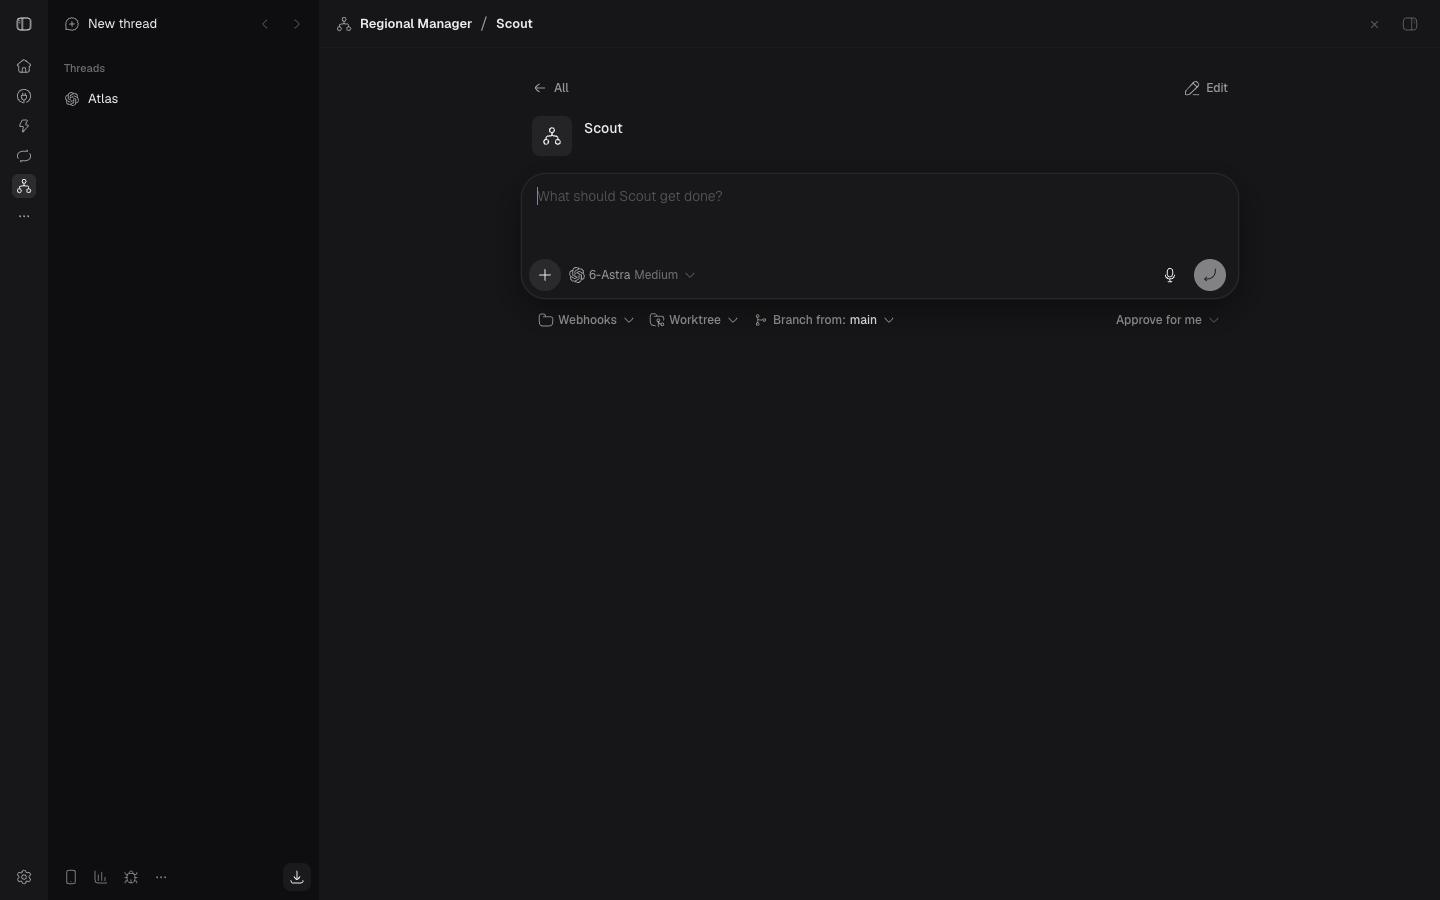 New thread
Threads
Atlas
Regional Manager / Scout
All
Edit
Scout
What should Scout get done?
6-Astra Medium
Webhooks
Worktree
Branch from: main
Approve for me